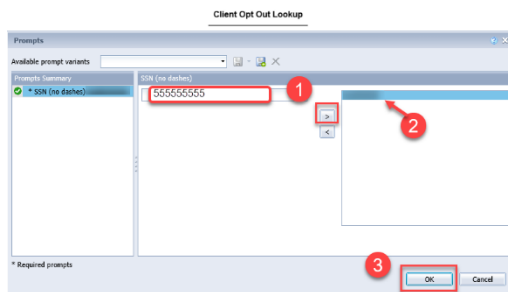 Client Opt Out Lookup
Prompts
Available prompt variants
Prompts Summary
SSN (no dashes)
* SSN (no dashes)
555555555
1
>
2
<
* Required prompts
3
OK
Cancel